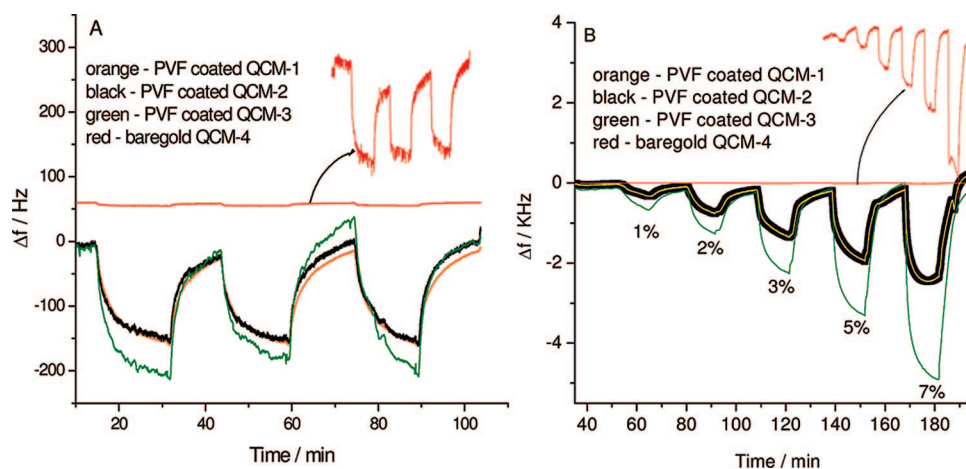 A
300
200
100
0
-100
-200
Δf / Hz
orange - PVF coated QCM-1
black - PVF coated QCM-2
green - PVF coated QCM-3
red - baregold QCM-4
20 40 60 80 100
Time / min
B
4
2
0
-2
-4
Δf / KHz
orange - PVF coated QCM-1
black - PVF coated QCM-2
green - PVF coated QCM-3
red - baregold QCM-4
1%
2%
3%
5%
7%
40 60 80 100 120 140 160 180
Time / min